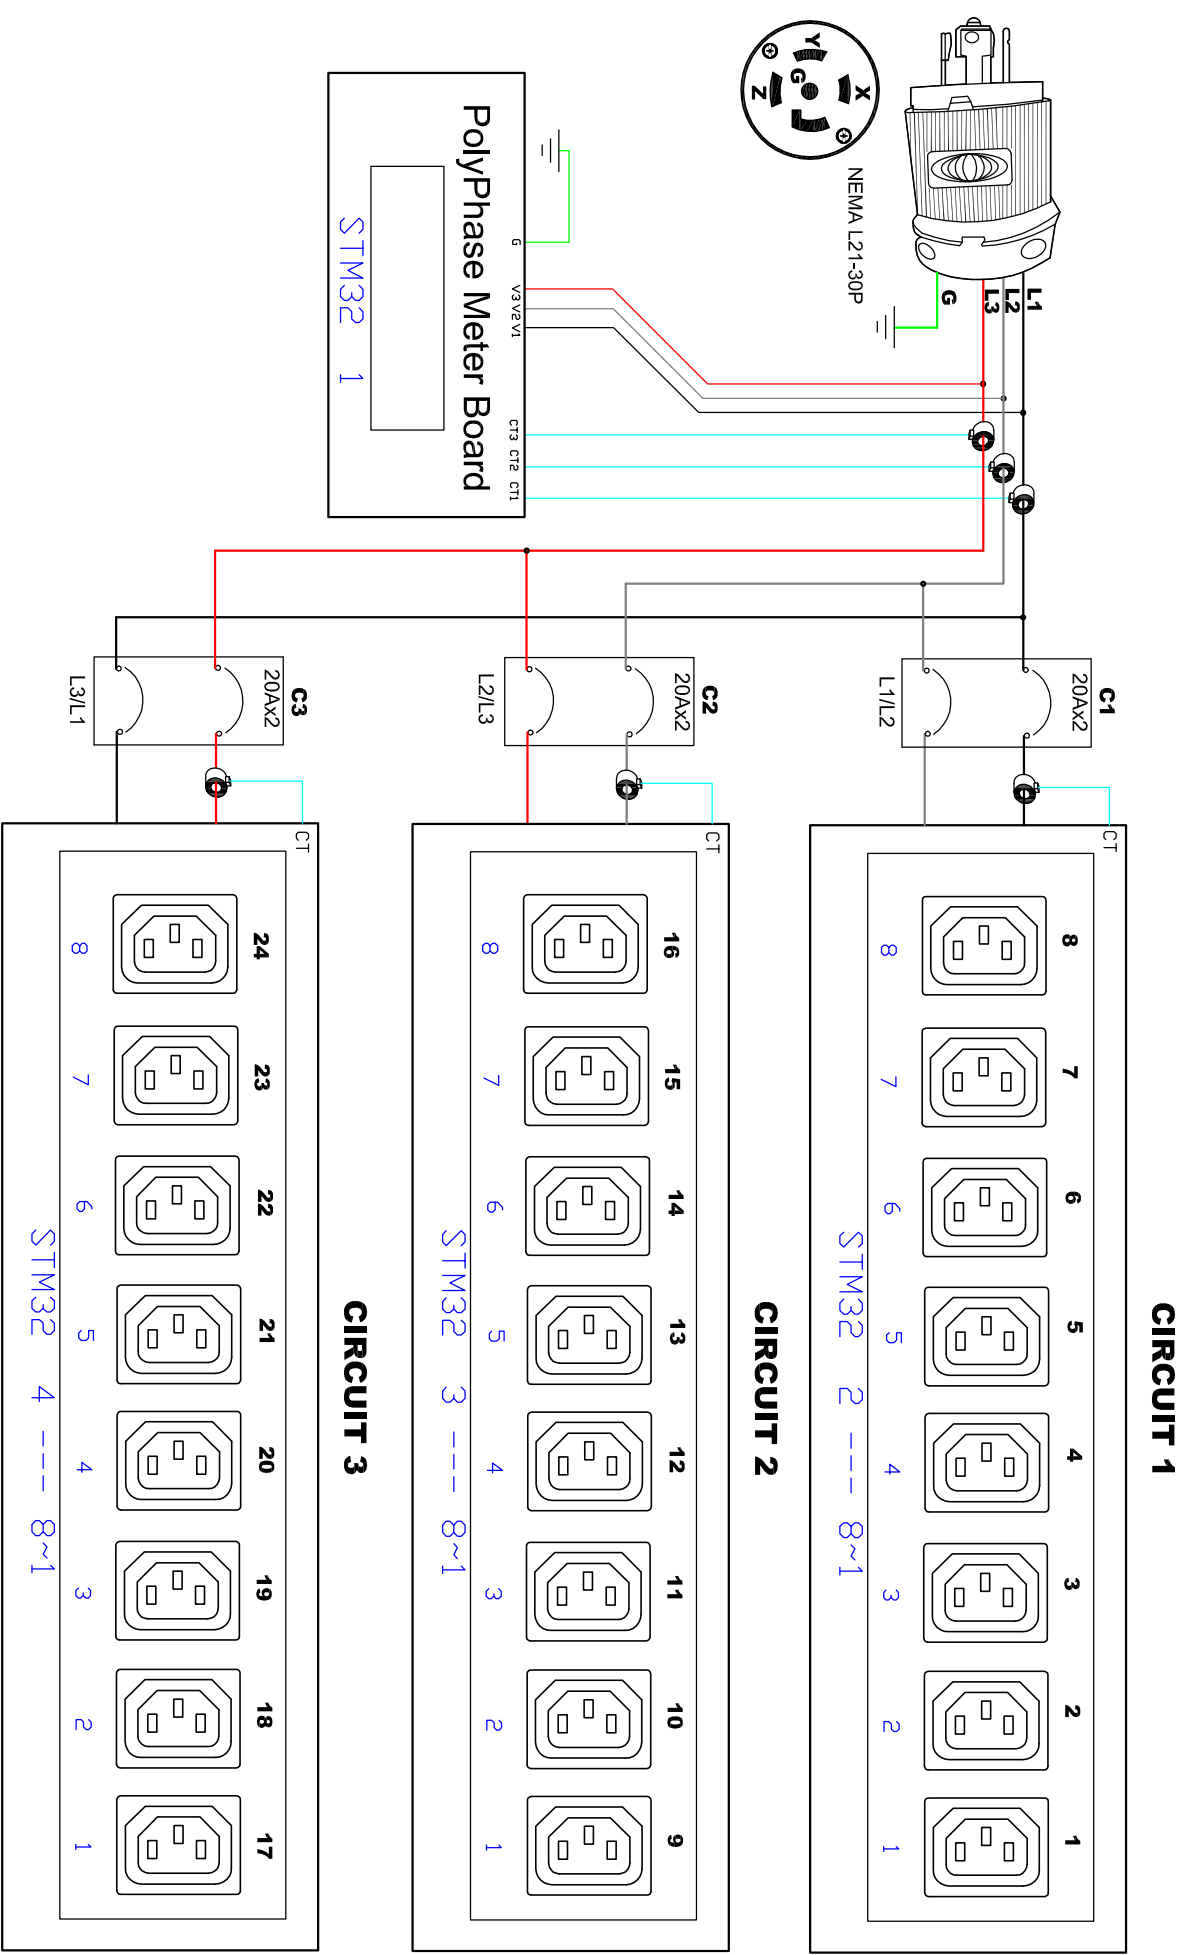 NEMA L21-30P
X
Y
Z
G
L1
L2
L3
G
PolyPhase Meter Board
STM32 1
G
V3 V2 V1
CT3 CT2 CT1
C1
20Ax2
L1/L2
C2
20Ax2
L2/L3
C3
20Ax2
L3/L1
CIRCUIT 1
CT
8 7 6 5 4 3 2 1
8 7 6 5 4 3 2 1
STM32 2 --- 8~1
CIRCUIT 2
CT
16 15 14 13 12 11 10 9
8 7 6 5 4 3 2 1
STM32 3 --- 8~1
CIRCUIT 3
CT
24 23 22 21 20 19 18 17
8 7 6 5 4 3 2 1
STM32 4 --- 8~1